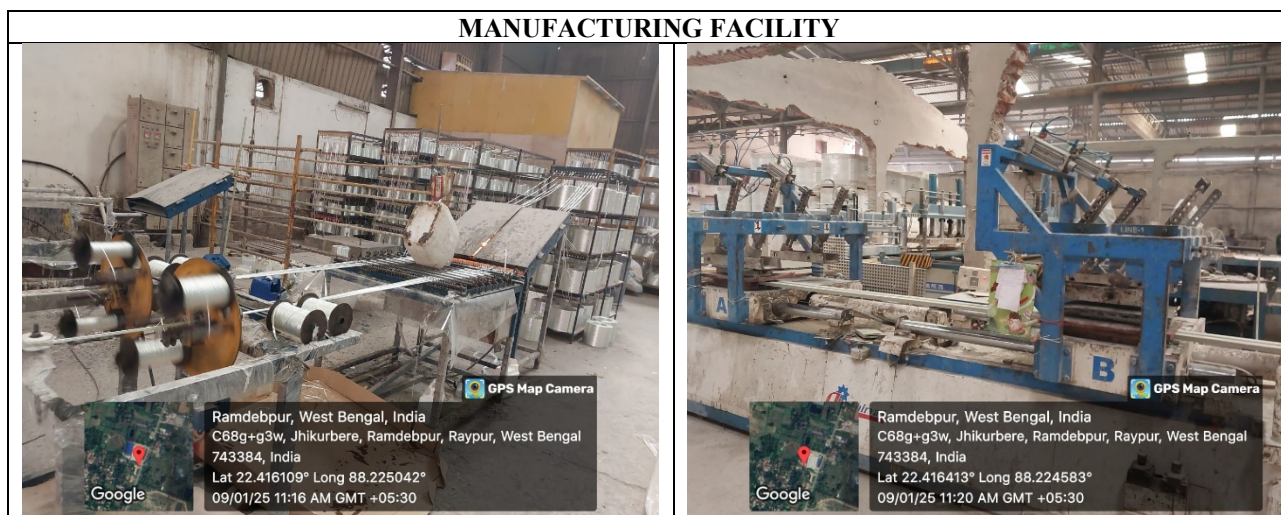 MANUFACTURING FACILITY
GPS Map Camera
Ramdebpur, West Bengal, India
C68g+g3w, Jhikurbere, Ramdebpur, Raypur, West Bengal
743384, India
Lat 22.416109° Long 88.225042°
09/01/25 11:16 AM GMT +05:30
Google
LINE-1
A
B
GPS Map Camera
Ramdebpur, West Bengal, India
C68g+g3w, Jhikurbere, Ramdebpur, Raypur, West Bengal
743384, India
Lat 22.416413° Long 88.224583°
09/01/25 11:20 AM GMT +05:30
Google